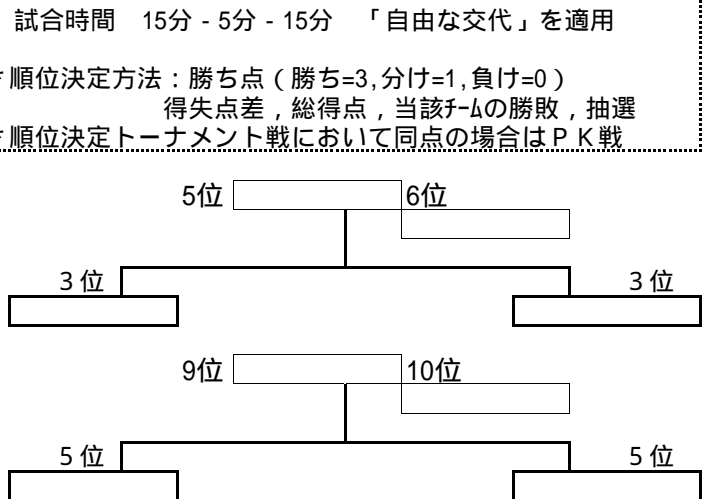 試合時間　15分 - 5分 - 15分　「自由な交代」を適用
順位決定方法：勝ち点（勝ち=3,分け=1,負け=0）
得失点差，総得点，当該ﾁｰﾑの勝敗，抽選
順位決定トーナメント戦において同点の場合はＰＫ戦
5位 6位
３位 ３位
9位 10位
５位 ５位